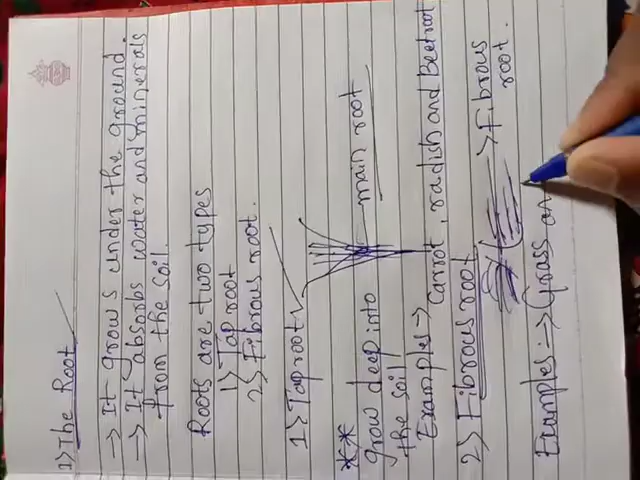 1) The Root
→ It grows under the ground.
→ It absorbs water and minerals
from the soil.
Roots are two types
1) Tap root
2) Fibrous root.
1) Tap root
main root
** grow deep into
the soil
Examples → Carrot, radish and Beetroot
2) Fibrous root
→ Fibrous
root.
Examples :→ Grass an